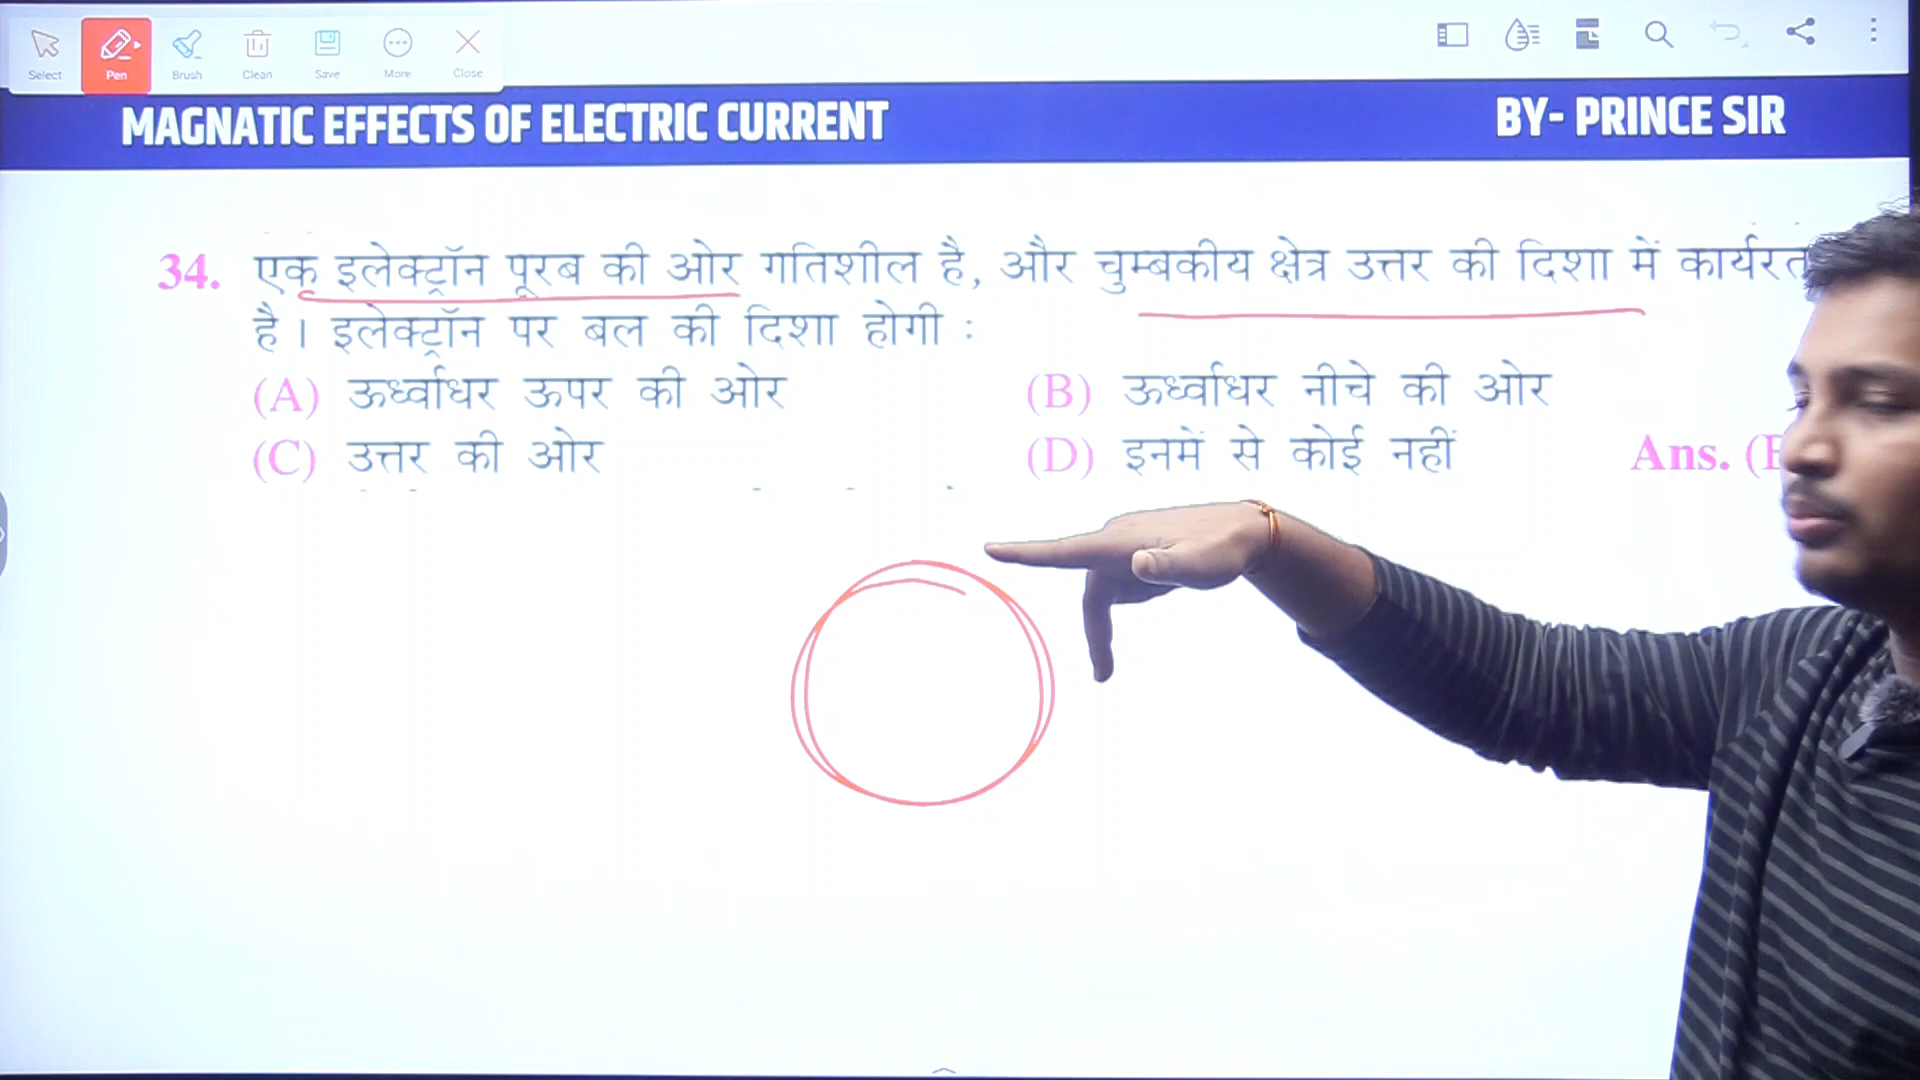 Select Pen Brush Clean Save More Close
MAGNATIC EFFECTS OF ELECTRIC CURRENT
BY- PRINCE SIR
34. एक इलेक्ट्रॉन पूरब की ओर गतिशील है, और चुम्बकीय क्षेत्र उत्तर की दिशा में कार्यरत
है। इलेक्ट्रॉन पर बल की दिशा होगी :
(A) ऊर्ध्वाधर ऊपर की ओर
(B) ऊर्ध्वाधर नीचे की ओर
(C) उत्तर की ओर
(D) इनमें से कोई नहीं
Ans.